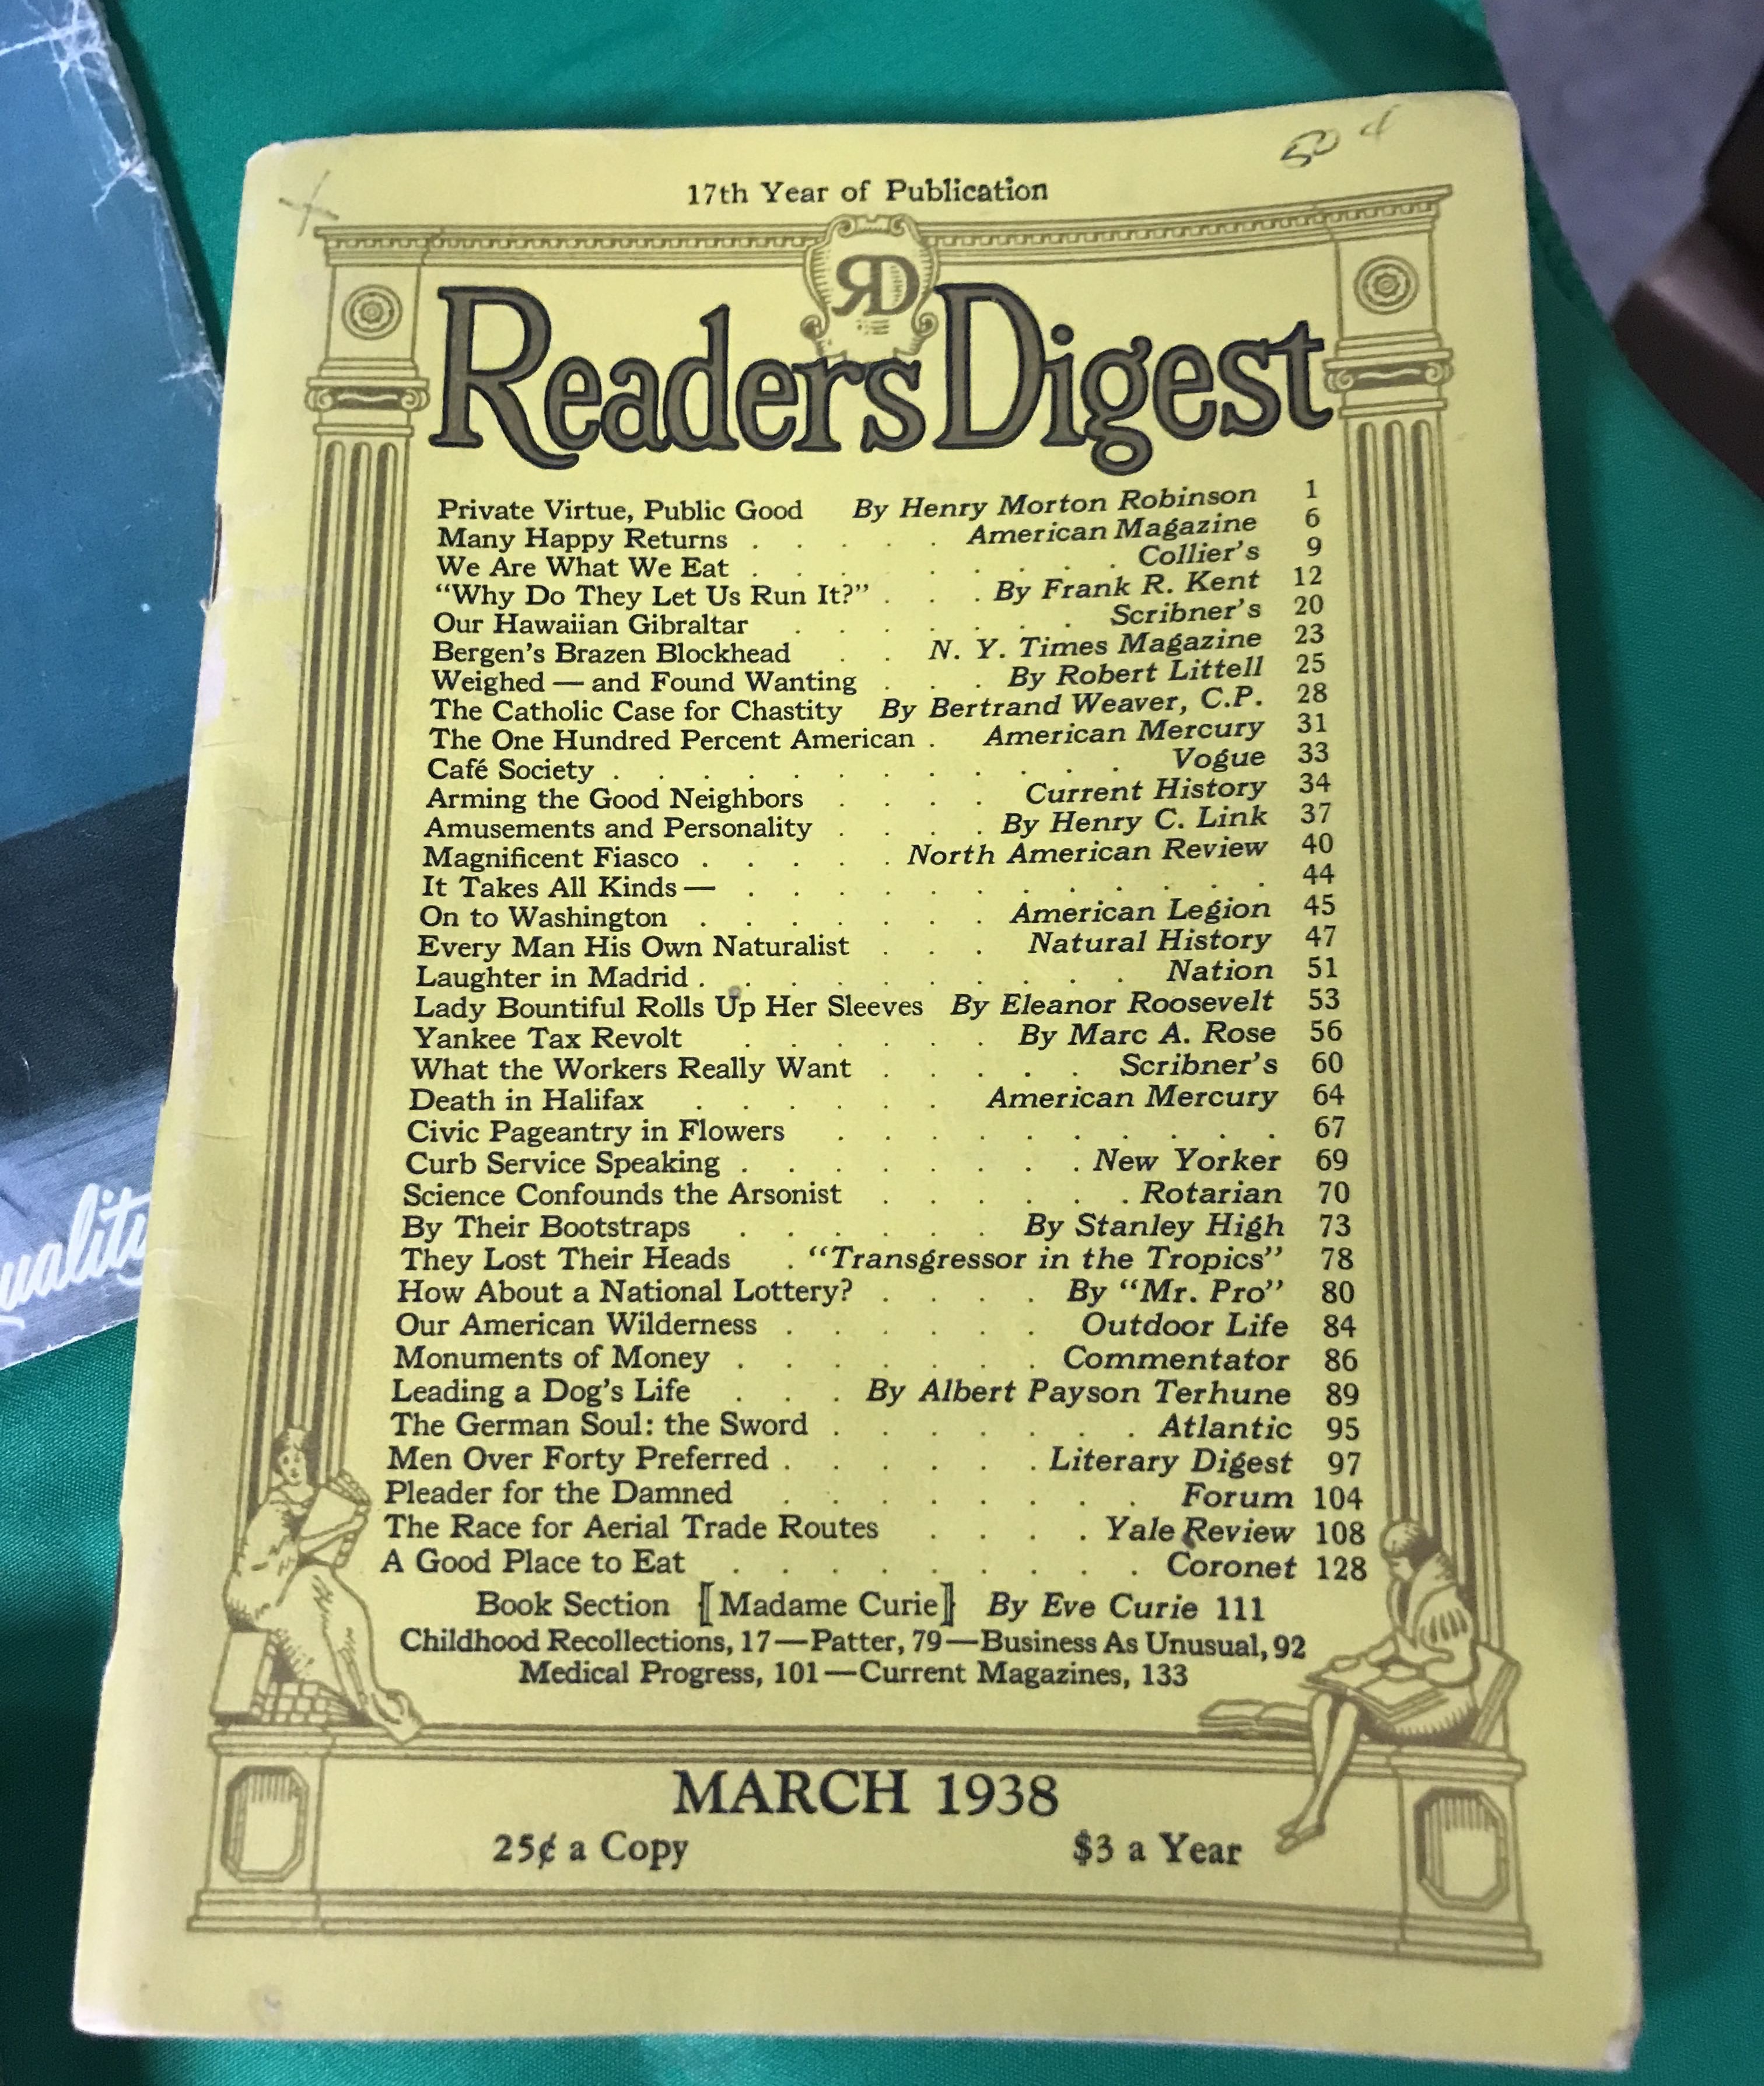 50 ¢
17th Year of Publication
RD
Readers Digest
Private Virtue, Public Good By Henry Morton Robinson 1
Many Happy Returns . . . . . American Magazine 6
We Are What We Eat . . . . . . . . Collier's 9
"Why Do They Let Us Run It?" . . . By Frank R. Kent 12
Our Hawaiian Gibraltar . . . . . . . Scribner's 20
Bergen's Brazen Blockhead . . N. Y. Times Magazine 23
Weighed — and Found Wanting . . . By Robert Littell 25
The Catholic Case for Chastity By Bertrand Weaver, C.P. 28
The One Hundred Percent American . American Mercury 31
Café Society . . . . . . . . . . . . Vogue 33
Arming the Good Neighbors . . . . Current History 34
Amusements and Personality . . . . By Henry C. Link 37
Magnificent Fiasco . . . . . North American Review 40
It Takes All Kinds — . . . . . . . . . . . . 44
On to Washington . . . . . . . American Legion 45
Every Man His Own Naturalist . . . Natural History 47
Laughter in Madrid . . . . . . . . . . Nation 51
Lady Bountiful Rolls Up Her Sleeves By Eleanor Roosevelt 53
Yankee Tax Revolt . . . . . . By Marc A. Rose 56
What the Workers Really Want . . . . . Scribner's 60
Death in Halifax . . . . . . American Mercury 64
Civic Pageantry in Flowers . . . . . . . . . . 67
Curb Service Speaking . . . . . . . . New Yorker 69
Science Confounds the Arsonist . . . . . . Rotarian 70
By Their Bootstraps . . . . . . By Stanley High 73
They Lost Their Heads . "Transgressor in the Tropics" 78
How About a National Lottery? . . . . By "Mr. Pro" 80
Our American Wilderness . . . . . . Outdoor Life 84
Monuments of Money . . . . . . . Commentator 86
Leading a Dog's Life . . . By Albert Payson Terhune 89
The German Soul: the Sword . . . . . . . Atlantic 95
Men Over Forty Preferred . . . . . . Literary Digest 97
Pleader for the Damned . . . . . . . . Forum 104
The Race for Aerial Trade Routes . . . . Yale Review 108
A Good Place to Eat . . . . . . . . . . Coronet 128
Book Section [Madame Curie] By Eve Curie 111
Childhood Recollections, 17—Patter, 79—Business As Unusual, 92
Medical Progress, 101—Current Magazines, 133
MARCH 1938
25¢ a Copy $3 a Year